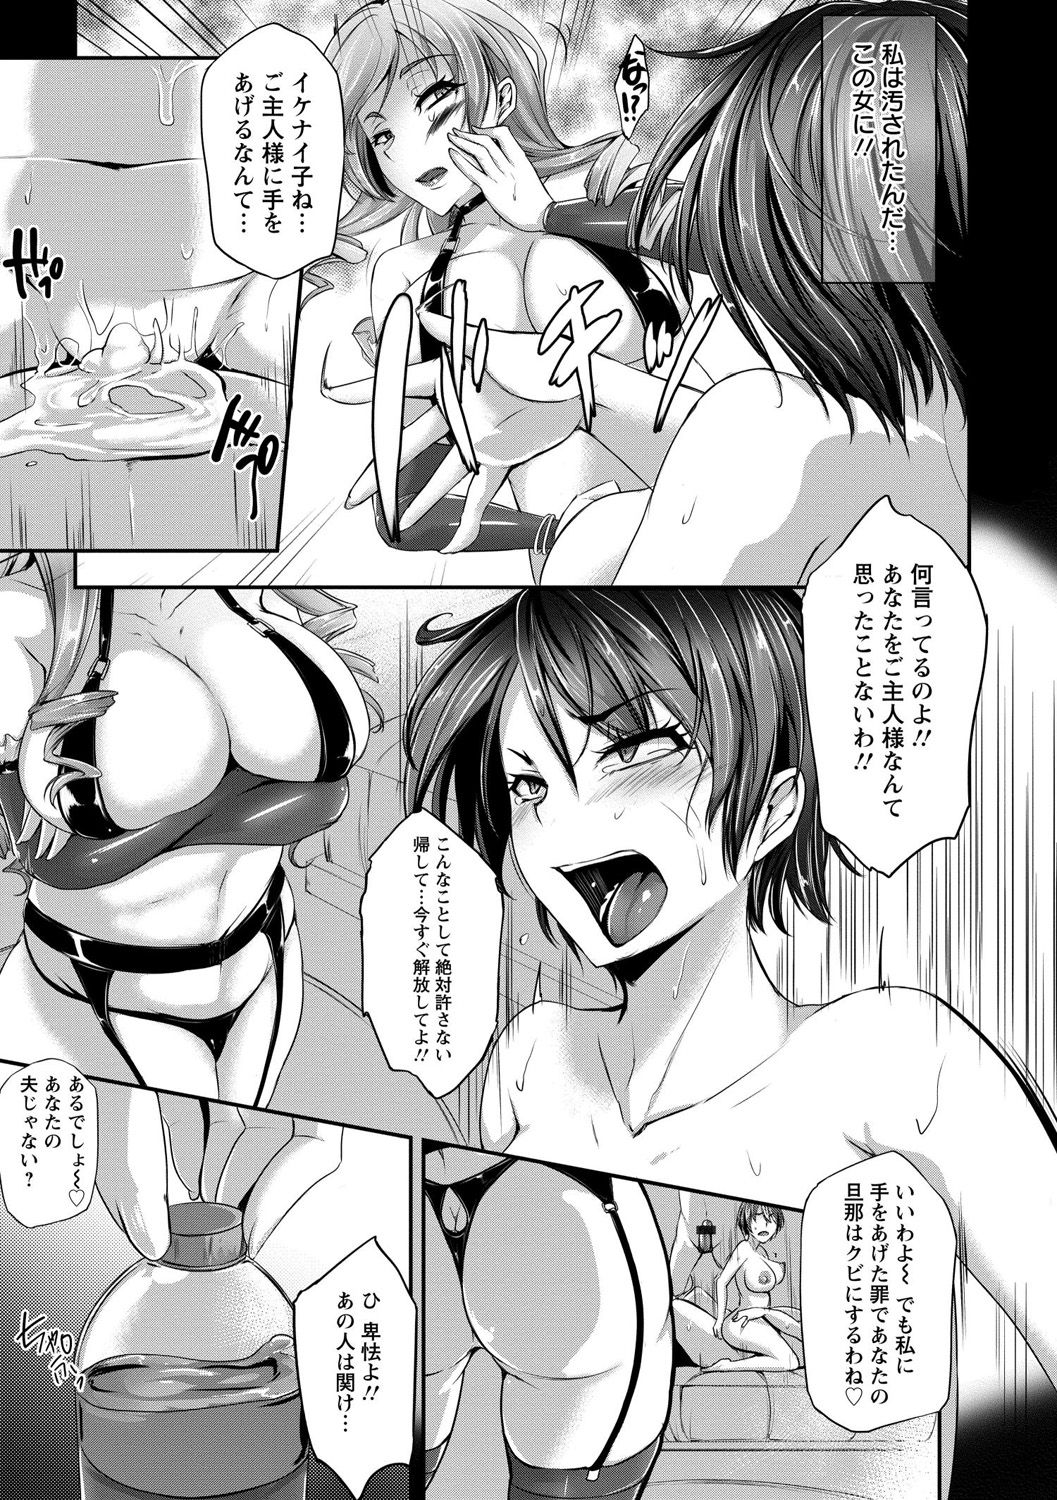 私は汚されたんだ…
この女に!!
なっ!?
イケナイ子ね…
ご主人様に手を
あげるなんて…
何言ってるのよ!!
あなたをご主人様なんて
思ったことないわ!!
こんなことして絶対許さない
帰して…今すぐ解放してよ!!
いいわよ〜 でも私に
手をあげた罪であなたの
旦那はクビにするわね♡
ひ 卑怯よ!!
あの人は関け…
あるでしょ〜♡
あなたの
夫じゃない?